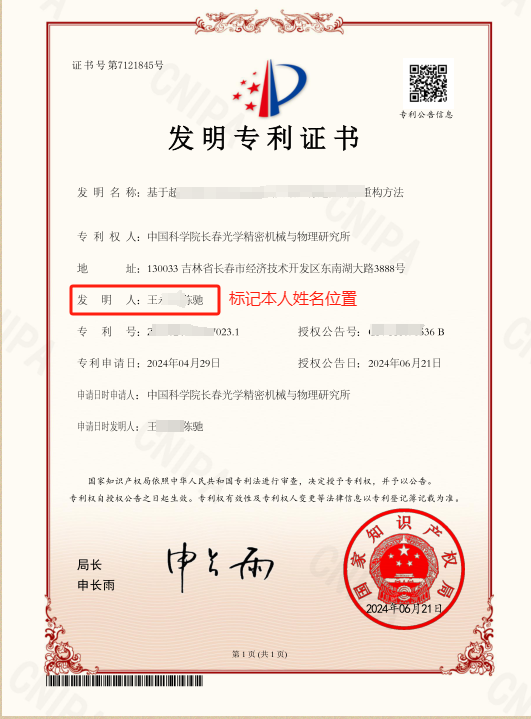 证书号第7121845号
专利公告信息
发明专利证书
发 明 名 称：基于超 重构方法
专 利 权 人：中国科学院长春光学精密机械与物理研究所
地 址：130033 吉林省长春市经济技术开发区东南湖大路3888号
发 明 人：王 陈驰 标记本人姓名位置
专 利 号：2 7023.1 授权公告号： 536 B
专利申请日：2024年04月29日 授权公告日：2024年06月21日
申请日时申请人：中国科学院长春光学精密机械与物理研究所
申请日时发明人：王 陈驰
国家知识产权局依照中华人民共和国专利法进行审查，决定授予专利权，并予以公告。
专利权自授权公告之日起生效。专利权有效性及专利权人变更等法律信息以专利登记簿记载为准。
局长
申长雨
申长雨
国家知识产权局
2024年06月21日
第 1 页 (共 1 页)
CNIPA